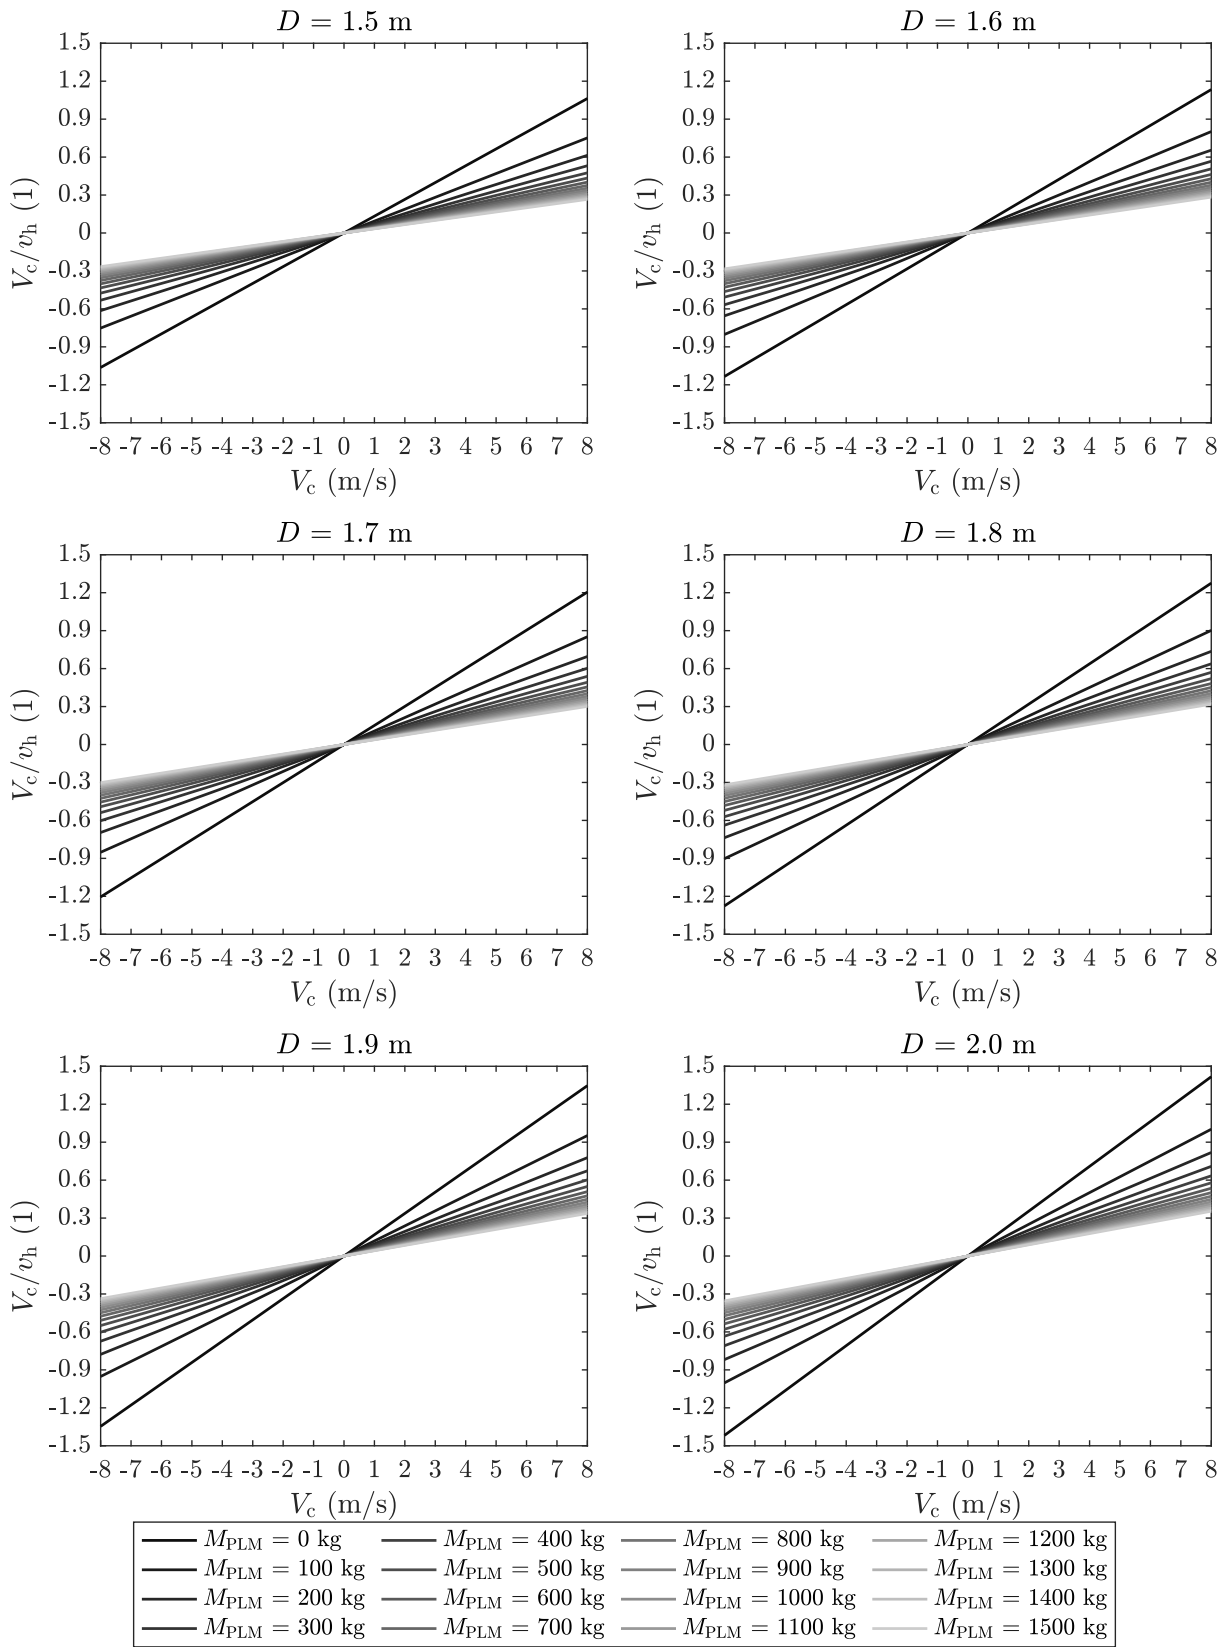 D = 1.5 m
1.5
1.2
0.9
0.6
0.3
0
-0.3
-0.6
-0.9
-1.2
-1.5
V_c/v_h (1)
-8 -7 -6 -5 -4 -3 -2 -1 0 1 2 3 4 5 6 7 8
V_c (m/s)
D = 1.6 m
1.5
1.2
0.9
0.6
0.3
0
-0.3
-0.6
-0.9
-1.2
-1.5
V_c/v_h (1)
-8 -7 -6 -5 -4 -3 -2 -1 0 1 2 3 4 5 6 7 8
V_c (m/s)
D = 1.7 m
1.5
1.2
0.9
0.6
0.3
0
-0.3
-0.6
-0.9
-1.2
-1.5
V_c/v_h (1)
-8 -7 -6 -5 -4 -3 -2 -1 0 1 2 3 4 5 6 7 8
V_c (m/s)
D = 1.8 m
1.5
1.2
0.9
0.6
0.3
0
-0.3
-0.6
-0.9
-1.2
-1.5
V_c/v_h (1)
-8 -7 -6 -5 -4 -3 -2 -1 0 1 2 3 4 5 6 7 8
V_c (m/s)
D = 1.9 m
1.5
1.2
0.9
0.6
0.3
0
-0.3
-0.6
-0.9
-1.2
-1.5
V_c/v_h (1)
-8 -7 -6 -5 -4 -3 -2 -1 0 1 2 3 4 5 6 7 8
V_c (m/s)
D = 2.0 m
1.5
1.2
0.9
0.6
0.3
0
-0.3
-0.6
-0.9
-1.2
-1.5
V_c/v_h (1)
-8 -7 -6 -5 -4 -3 -2 -1 0 1 2 3 4 5 6 7 8
V_c (m/s)
M_PLM = 0 kg
M_PLM = 100 kg
M_PLM = 200 kg
M_PLM = 300 kg
M_PLM = 400 kg
M_PLM = 500 kg
M_PLM = 600 kg
M_PLM = 700 kg
M_PLM = 800 kg
M_PLM = 900 kg
M_PLM = 1000 kg
M_PLM = 1100 kg
M_PLM = 1200 kg
M_PLM = 1300 kg
M_PLM = 1400 kg
M_PLM = 1500 kg